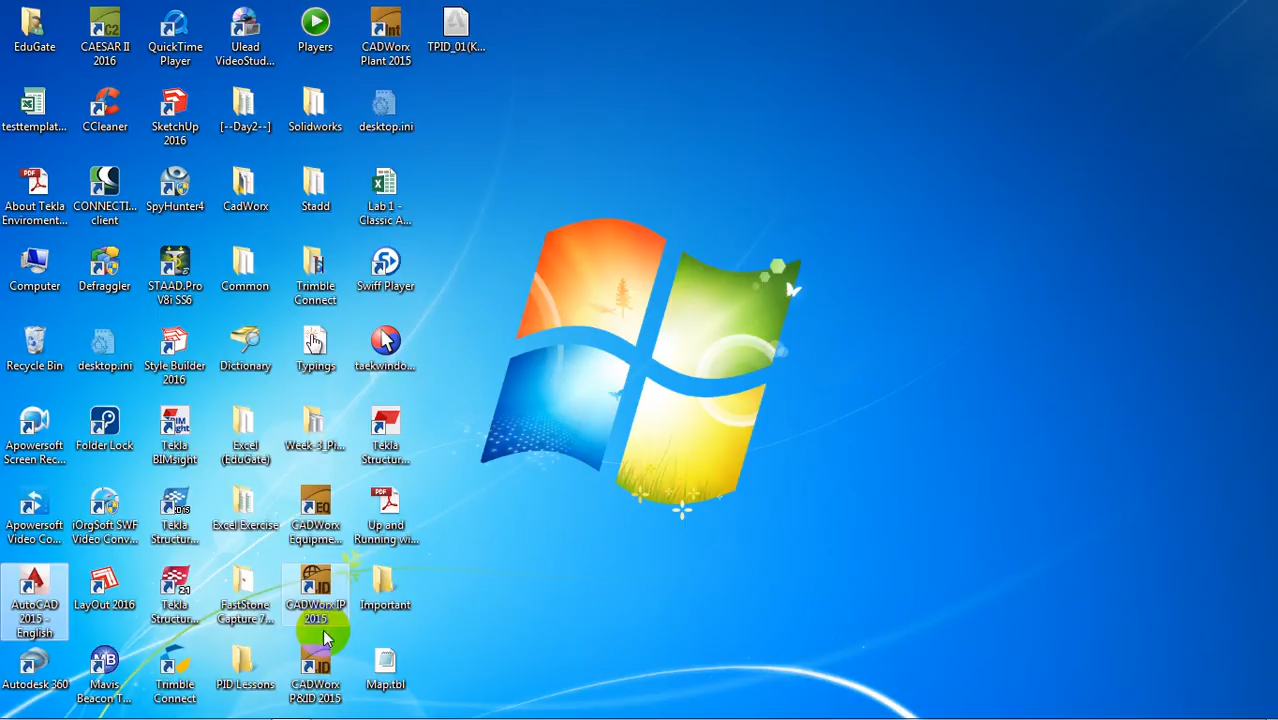 EduGate
CAESAR II
2016
QuickTime
Player
Ulead
VideoStud...
Players
CADWorx
Plant 2015
TPID_01(K...
testtemplat...
CCleaner
SketchUp
2016
[--Day2--]
Solidworks
desktop.ini
About Tekla
Enviroment...
CONNECTI...
client
SpyHunter4
CadWorx
Stadd
Lab 1 -
Classic A...
Computer
Defraggler
STAAD.Pro
V8i SS6
Common
Trimble
Connect
Swiff Player
Recycle Bin
desktop.ini
Style Builder
2016
Dictionary
Typings
taekwindo...
Apowersoft
Screen Rec...
Folder Lock
Tekla
BIMsight
Excel
(EduGate)
Week-3_Pi...
Tekla
Structur...
Apowersoft
Video Co...
iOrgSoft SWF
Video Conv...
Tekla
Structur...
Excel Exercise
CADWorx
Equipme...
Up and
Running wi...
AutoCAD
2015 -
English
LayOut 2016
Tekla
Structur...
FastStone
Capture 7...
CADWorx IP
2015
Important
Autodesk 360
Mavis
Beacon T...
Trimble
Connect
PID Lessons
CADWorx
P&ID 2015
Map.tbl